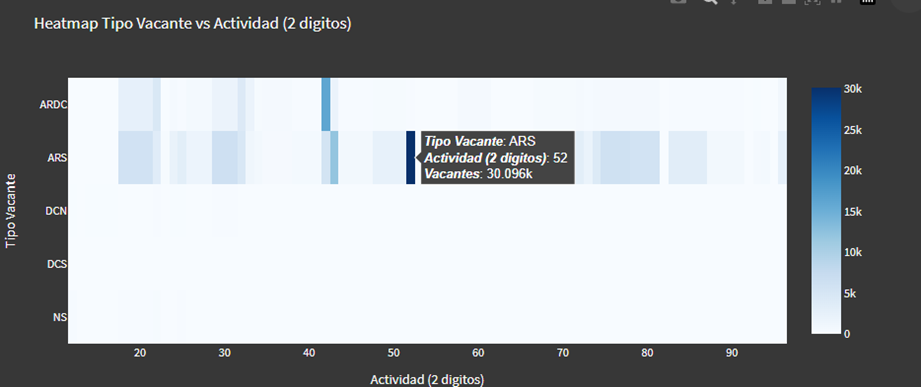 Heatmap Tipo Vacante vs Actividad (2 digitos)
30k
ARDC
25k
Tipo Vacante: ARS
ARS
Actividad (2 digitos): 52
Vacantes: 30.096k
20k
15k
DCN
10k
DCS
5k
NS
0
Tipo Vacante
20 30 40 50 60 70 80 90
Actividad (2 digitos)